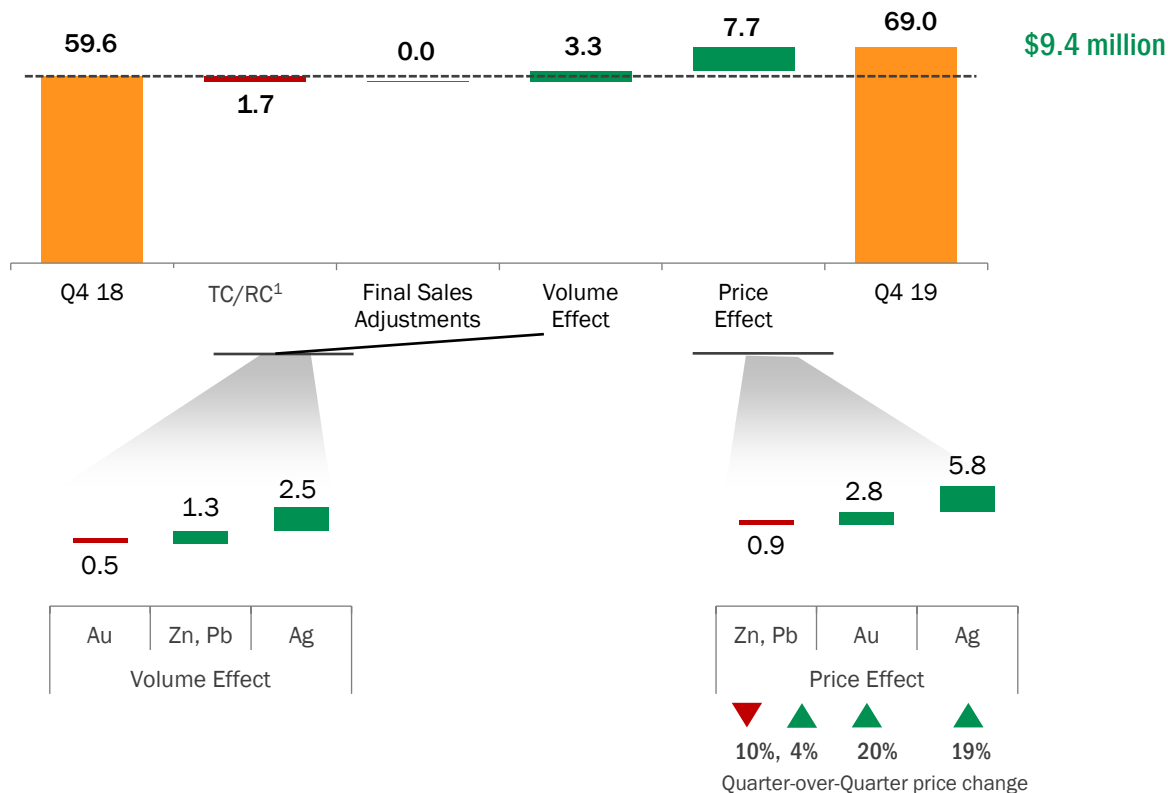 59.6
1.7
0.0
3.3
7.7
69.0
$9.4 million
Q4 18
TC/RC¹
Final Sales
Adjustments
Volume
Effect
Price
Effect
Q4 19
0.5
1.3
2.5
Au
Zn, Pb
Ag
Volume Effect
0.9
2.8
5.8
Zn, Pb
Au
Ag
Price Effect
10%, 4%
20%
19%
Quarter-over-Quarter price change